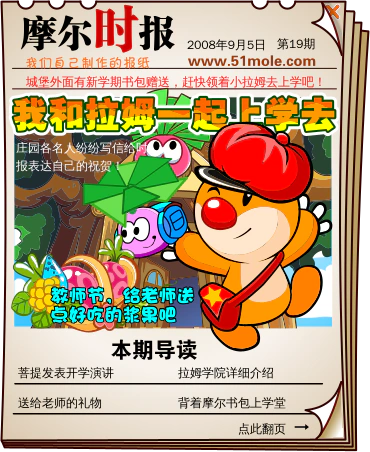 摩尔时报
2008年9月5日 第19期
我们自己制作的报纸
www.51mole.com
城堡外面有新学期书包赠送，赶快领着小拉姆去上学吧！
我和拉姆一起上学去
庄园各名人纷纷写信给时
报表达自己的祝贺！
教师节，给老师送
点好吃的浆果吧
本期导读
菩提发表开学演讲 拉姆学院详细介绍
送给老师的礼物 背着摩尔书包上学堂
点此翻页